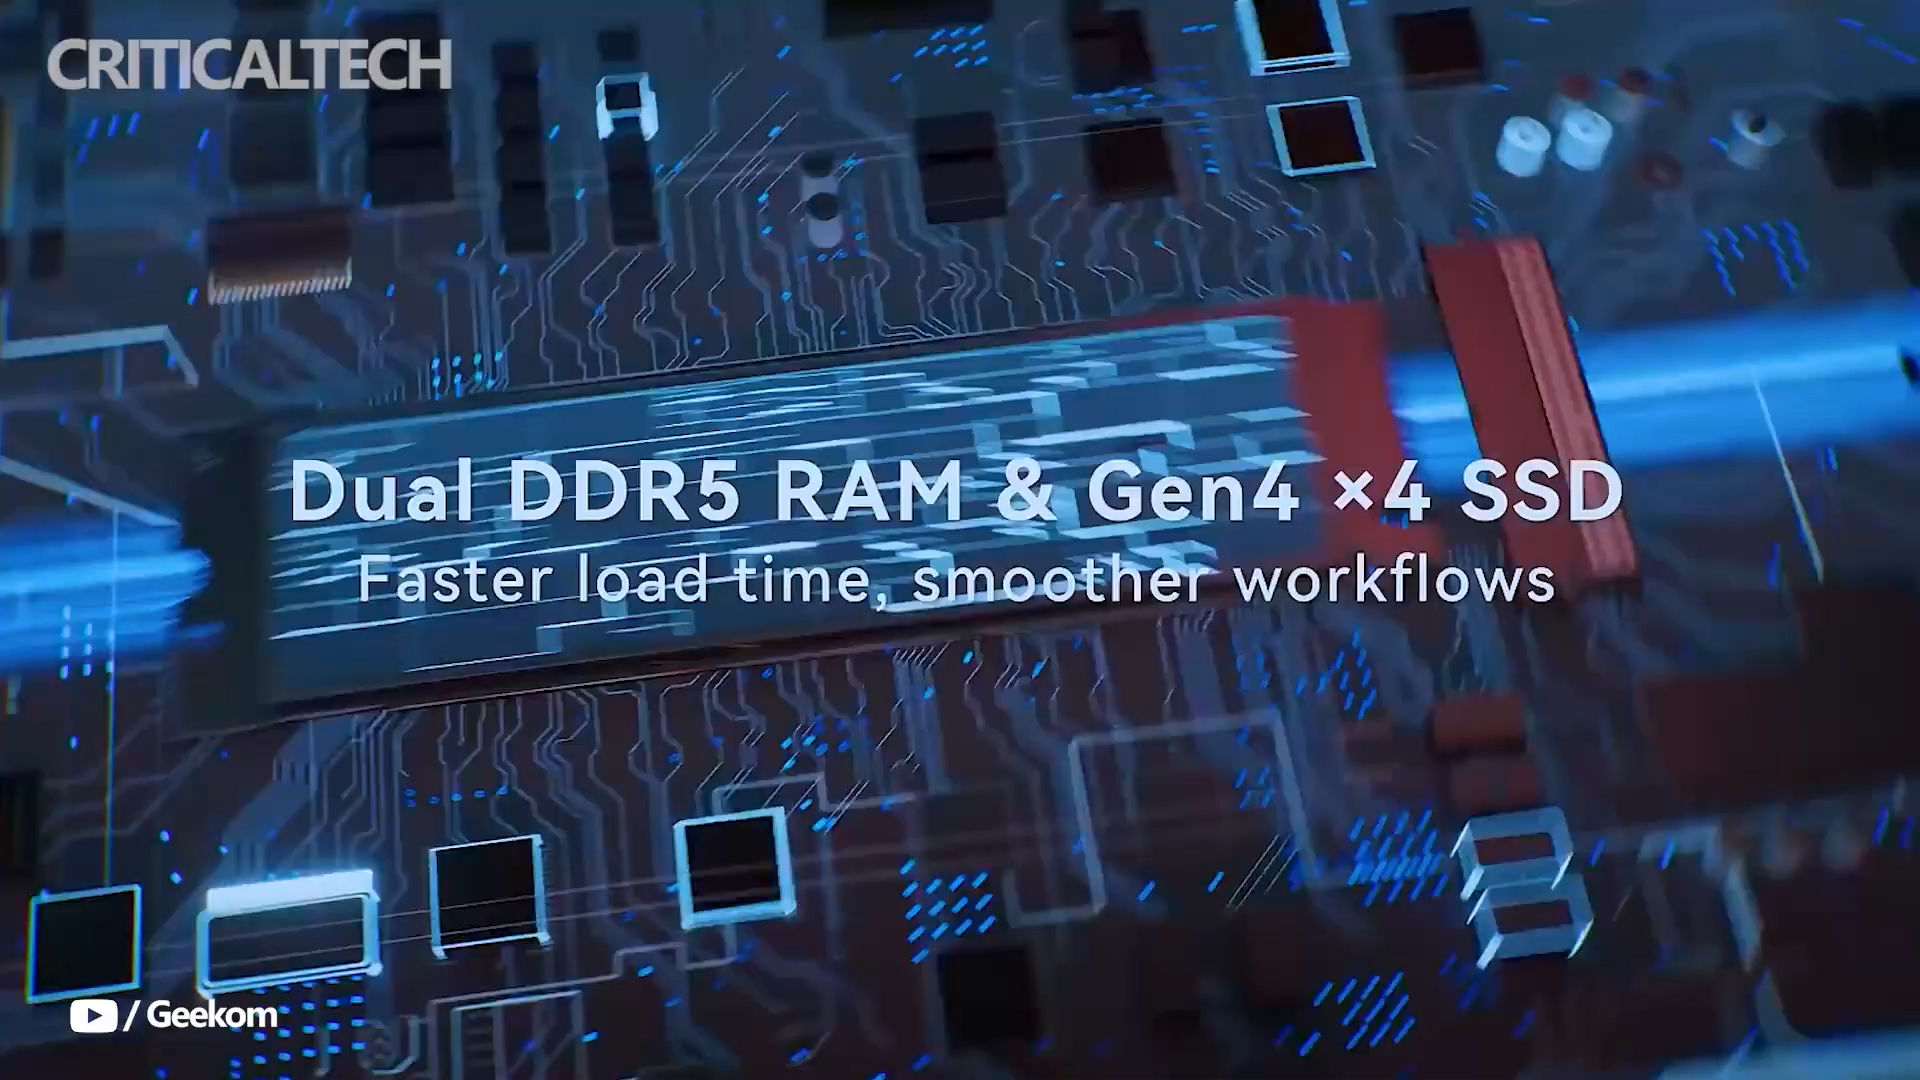 CRITICALTECH
Dual DDR5 RAM & Gen4 ×4 SSD
Faster load time, smoother workflows
/ Geekom